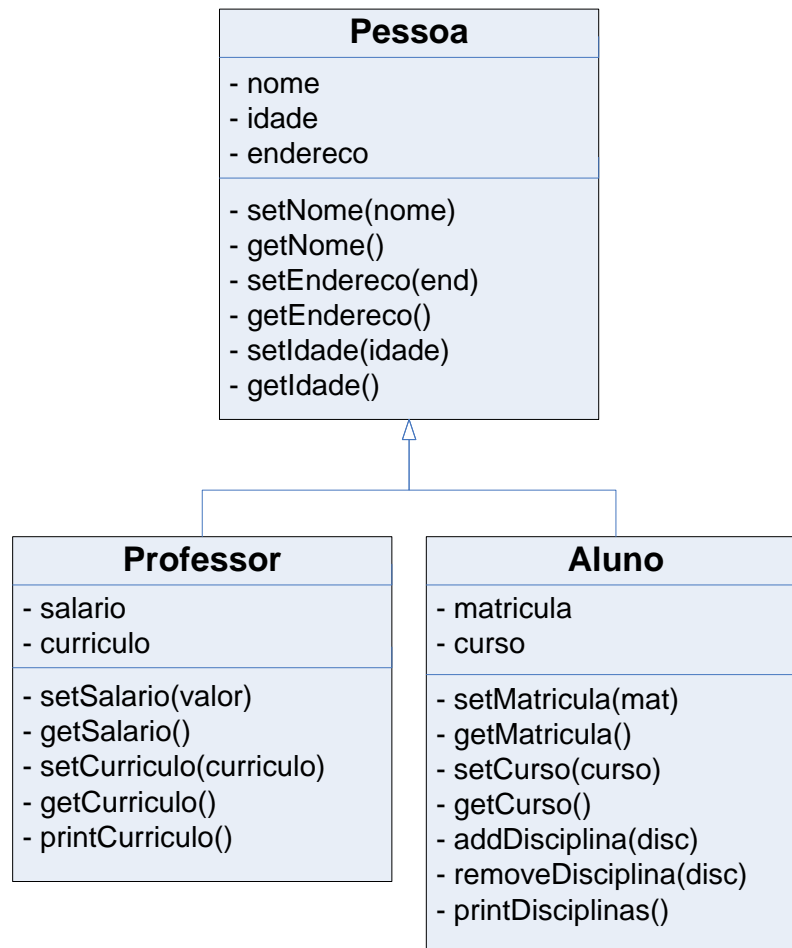 Pessoa
- nome
- idade
- endereco
- setNome(nome)
- getNome()
- setEndereco(end)
- getEndereco()
- setIdade(idade)
- getIdade()
Professor
- salario
- curriculo
- setSalario(valor)
- getSalario()
- setCurriculo(curriculo)
- getCurriculo()
- printCurriculo()
Aluno
- matricula
- curso
- setMatricula(mat)
- getMatricula()
- setCurso(curso)
- getCurso()
- addDisciplina(disc)
- removeDisciplina(disc)
- printDisciplinas()